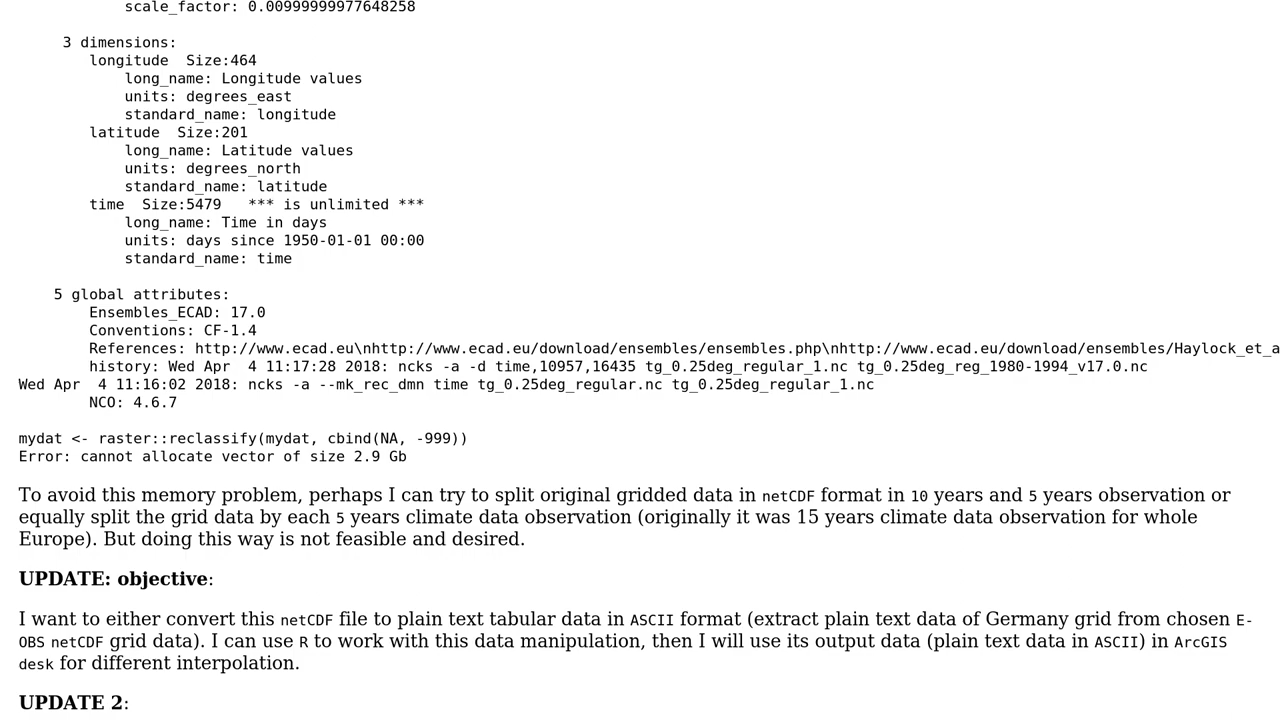 scale_factor: 0.00999999977648258
3 dimensions:
longitude  Size:464
long_name: Longitude values
units: degrees_east
standard_name: longitude
latitude  Size:201
long_name: Latitude values
units: degrees_north
standard_name: latitude
time  Size:5479   *** is unlimited ***
long_name: Time in days
units: days since 1950-01-01 00:00
standard_name: time
5 global attributes:
Ensembles_ECAD: 17.0
Conventions: CF-1.4
References: http://www.ecad.eu\nhttp://www.ecad.eu/download/ensembles/ensembles.php\nhttp://www.ecad.eu/download/ensembles/Haylock_et_a
history: Wed Apr  4 11:17:28 2018: ncks -a -d time,10957,16435 tg_0.25deg_regular_1.nc tg_0.25deg_reg_1980-1994_v17.0.nc
Wed Apr  4 11:16:02 2018: ncks -a --mk_rec_dmn time tg_0.25deg_regular.nc tg_0.25deg_regular_1.nc
NCO: 4.6.7
mydat <- raster::reclassify(mydat, cbind(NA, -999))
Error: cannot allocate vector of size 2.9 Gb
To avoid this memory problem, perhaps I can try to split original gridded data in netCDF format in 10 years and 5 years observation or
equally split the grid data by each 5 years climate data observation (originally it was 15 years climate data observation for whole
Europe). But doing this way is not feasible and desired.
UPDATE: objective:
I want to either convert this netCDF file to plain text tabular data in ASCII format (extract plain text data of Germany grid from chosen E-
OBS netCDF grid data). I can use R to work with this data manipulation, then I will use its output data (plain text data in ASCII) in ArcGIS
desk for different interpolation.
UPDATE 2: